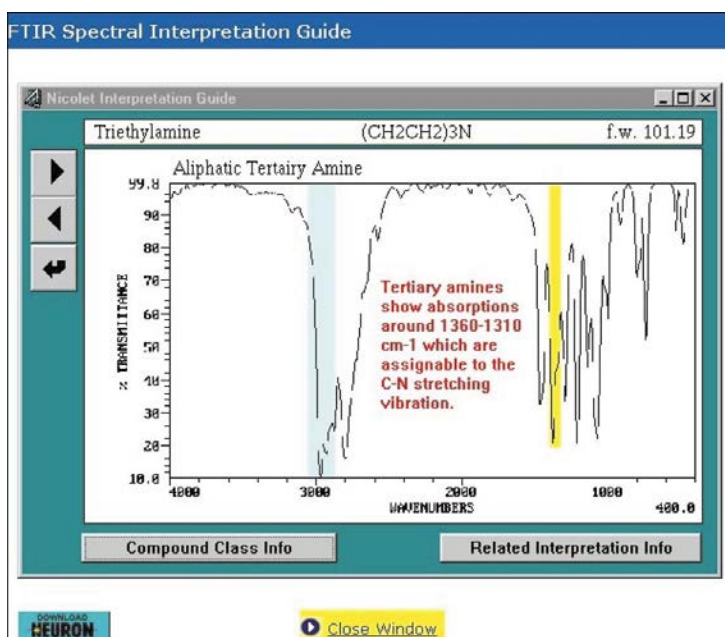 FTIR Spectral Interpretation Guide
Nicolet Interpretation Guide
Triethylamine (CH2CH2)3N f.w. 101.19
Aliphatic Tertairy Amine
99.8
90
80
70
60
50
40
30
20
10.0
% TRANSMITTANCE
Tertiary amines
show absorptions
around 1360-1310
cm-1 which are
assignable to the
C-N stretching
vibration.
4000 3000 2000 1000 400.0
WAVENUMBERS
Compound Class Info Related Interpretation Info
DOWNLOAD
NEURON
Close Window